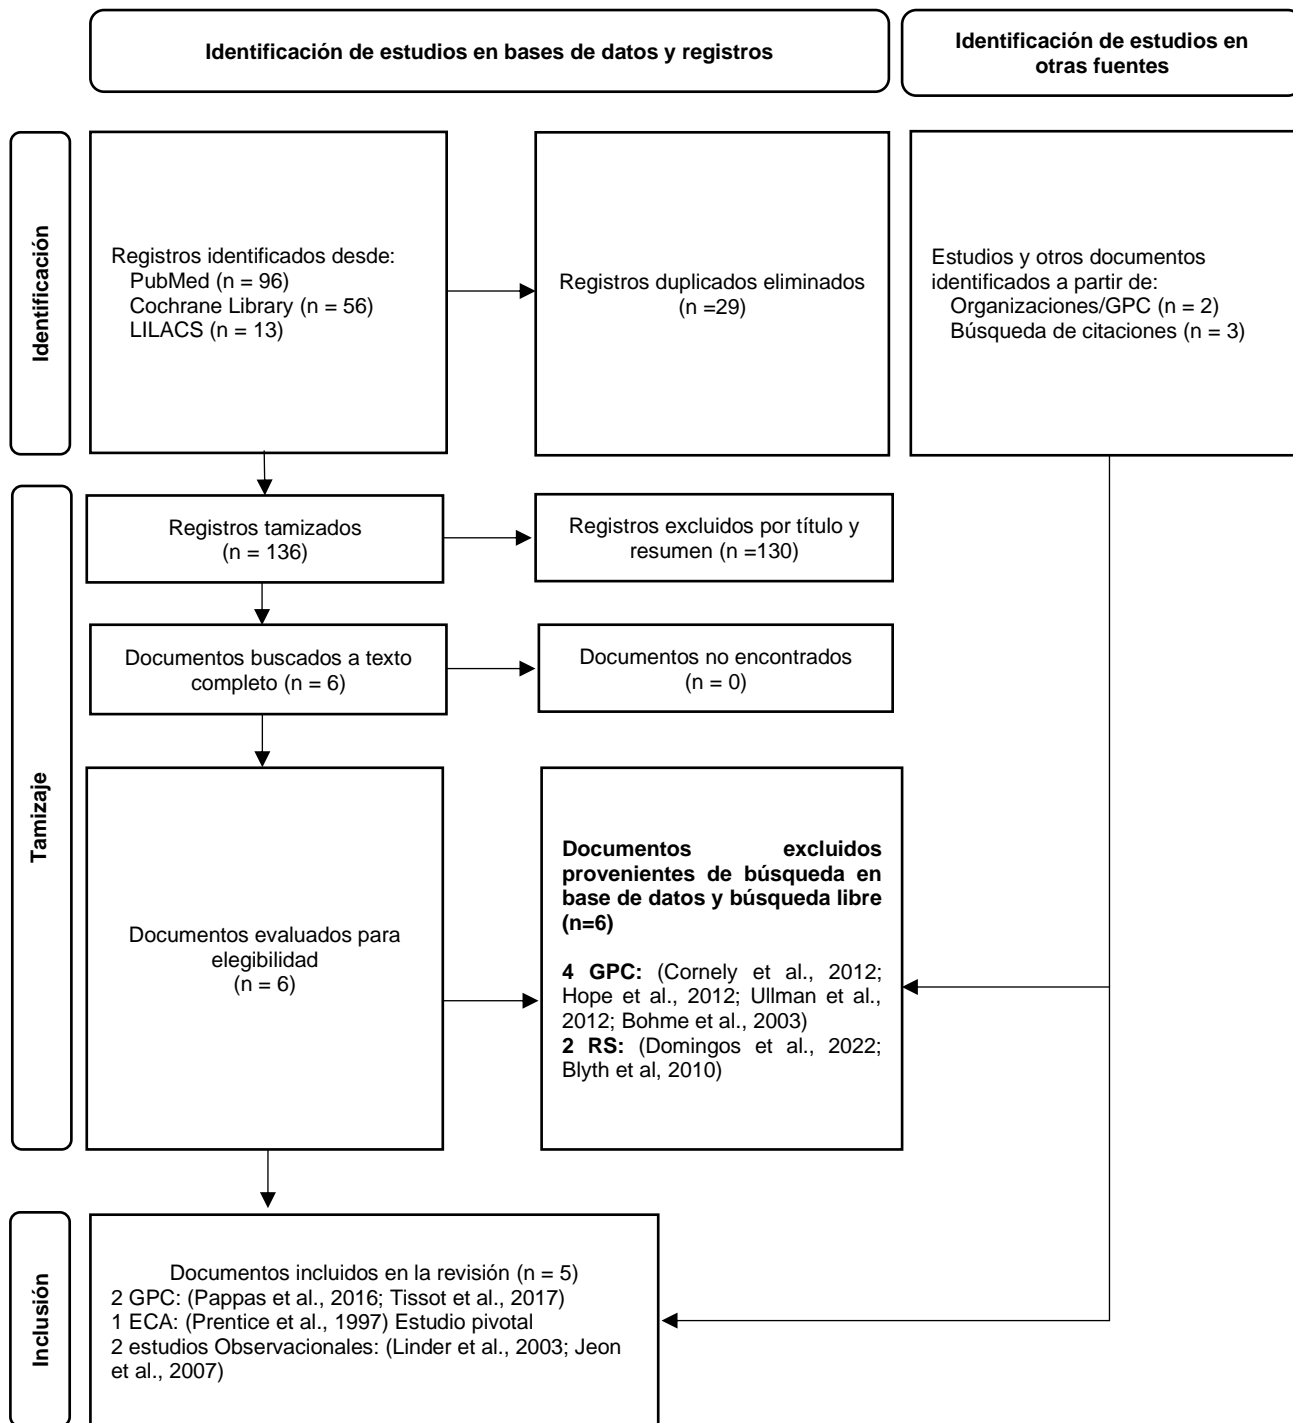 Identificación de estudios en bases de datos y registros
Identificación de estudios en
otras fuentes
Identificación
Registros identificados desde:
PubMed (n = 96)
Cochrane Library (n = 56)
LILACS (n = 13)
Registros duplicados eliminados
(n =29)
Estudios y otros documentos
identificados a partir de:
Organizaciones/GPC (n = 2)
Búsqueda de citaciones (n = 3)
Tamizaje
Registros tamizados
(n = 136)
Registros excluidos por título y
resumen (n =130)
Documentos buscados a texto
completo (n = 6)
Documentos no encontrados
(n = 0)
Documentos evaluados para
elegibilidad
(n = 6)
Documentos excluidos
provenientes de búsqueda en
base de datos y búsqueda libre
(n=6)
4 GPC: (Cornely et al., 2012;
Hope et al., 2012; Ullman et al.,
2012; Bohme et al., 2003)
2 RS: (Domingos et al., 2022;
Blyth et al, 2010)
Inclusión
Documentos incluidos en la revisión (n = 5)
2 GPC: (Pappas et al., 2016; Tissot et al., 2017)
1 ECA: (Prentice et al., 1997) Estudio pivotal
2 estudios Observacionales: (Linder et al., 2003; Jeon
et al., 2007)